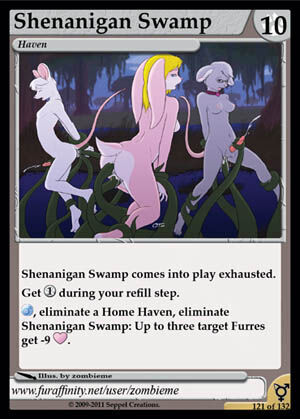 Shenanigan Swamp 10
Haven
Shenanigan Swamp comes into play exhausted.
Get 1 during your refill step.
, eliminate a Home Haven, eliminate
Shenanigan Swamp: Up to three target Furres
get -9 .
Illus. by zombieme
www.furaffinity.net/user/zombieme
© 2009-2011 Seppel Creations.
121 of 132